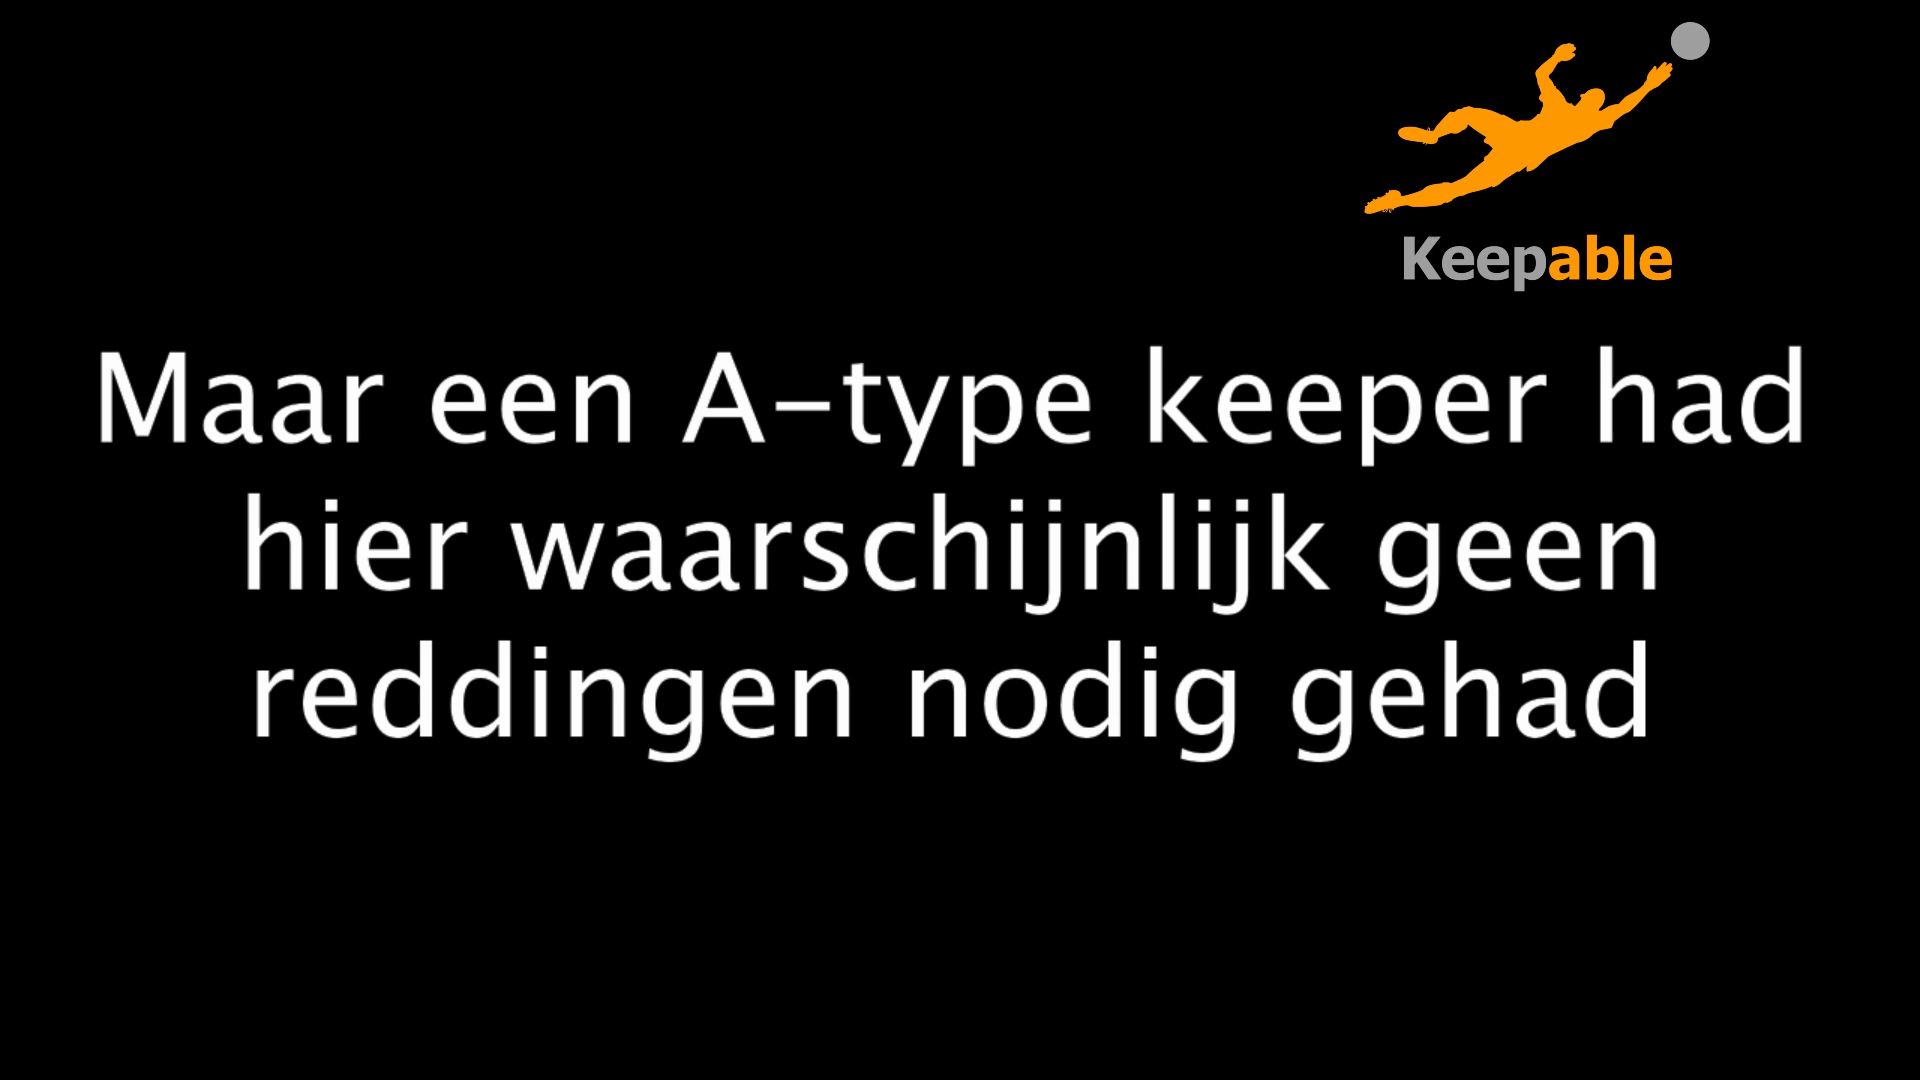 Keepable
Maar een A-type keeper had
hier waarschijnlijk geen
reddingen nodig gehad